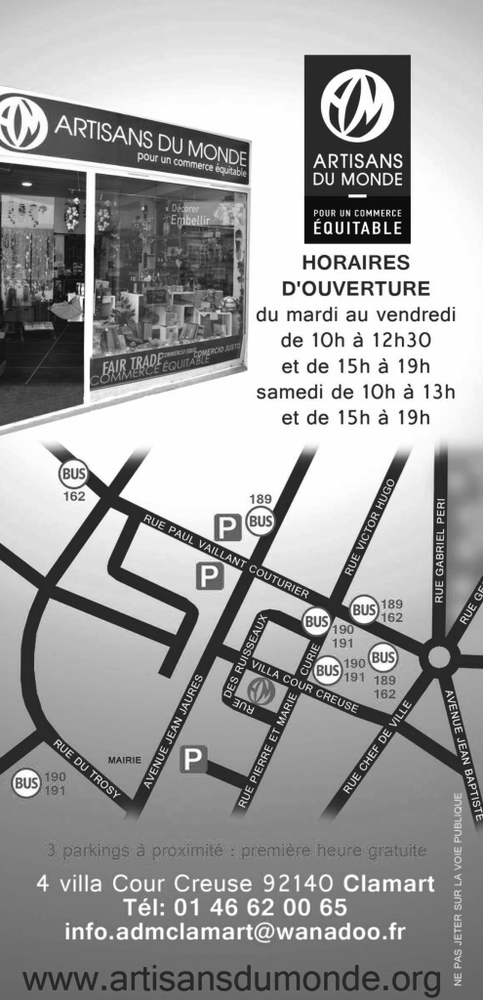 ARTISANS DU MONDE
pour un commerce équitable
Décorer
Embellir
FAIR TRADE COMMERCIO EQUO COMERCIO JUSTO
COMMERCE ÉQUITABLE
ARTISANS
DU MONDE
POUR UN COMMERCE
ÉQUITABLE
HORAIRES
D'OUVERTURE
du mardi au vendredi
de 10h à 12h30
et de 15h à 19h
samedi de 10h à 13h
et de 15h à 19h
BUS
162
189
BUS
P
P
RUE PAUL VAILLANT COUTURIER
RUE VICTOR HUGO
RUE GABRIEL PERI
BUS
189
162
BUS
190
191
BUS
190
191
BUS
189
162
RUE DES RUISSEAUX
VILLA COUR CREUSE
RUE PIERRE ET MARIE CURIE
AVENUE JEAN JAURES
RUE CHEF DE VILLE
AVENUE JEAN BAPTISTE
RUE DU TROSY
MAIRIE
P
BUS
190
191
3 parkings à proximité : première heure gratuite
4 villa Cour Creuse 92140 Clamart
Tél: 01 46 62 00 65
info.admclamart@wanadoo.fr
www.artisansdumonde.org
NE PAS JETER SUR LA VOIE PUBLIQUE